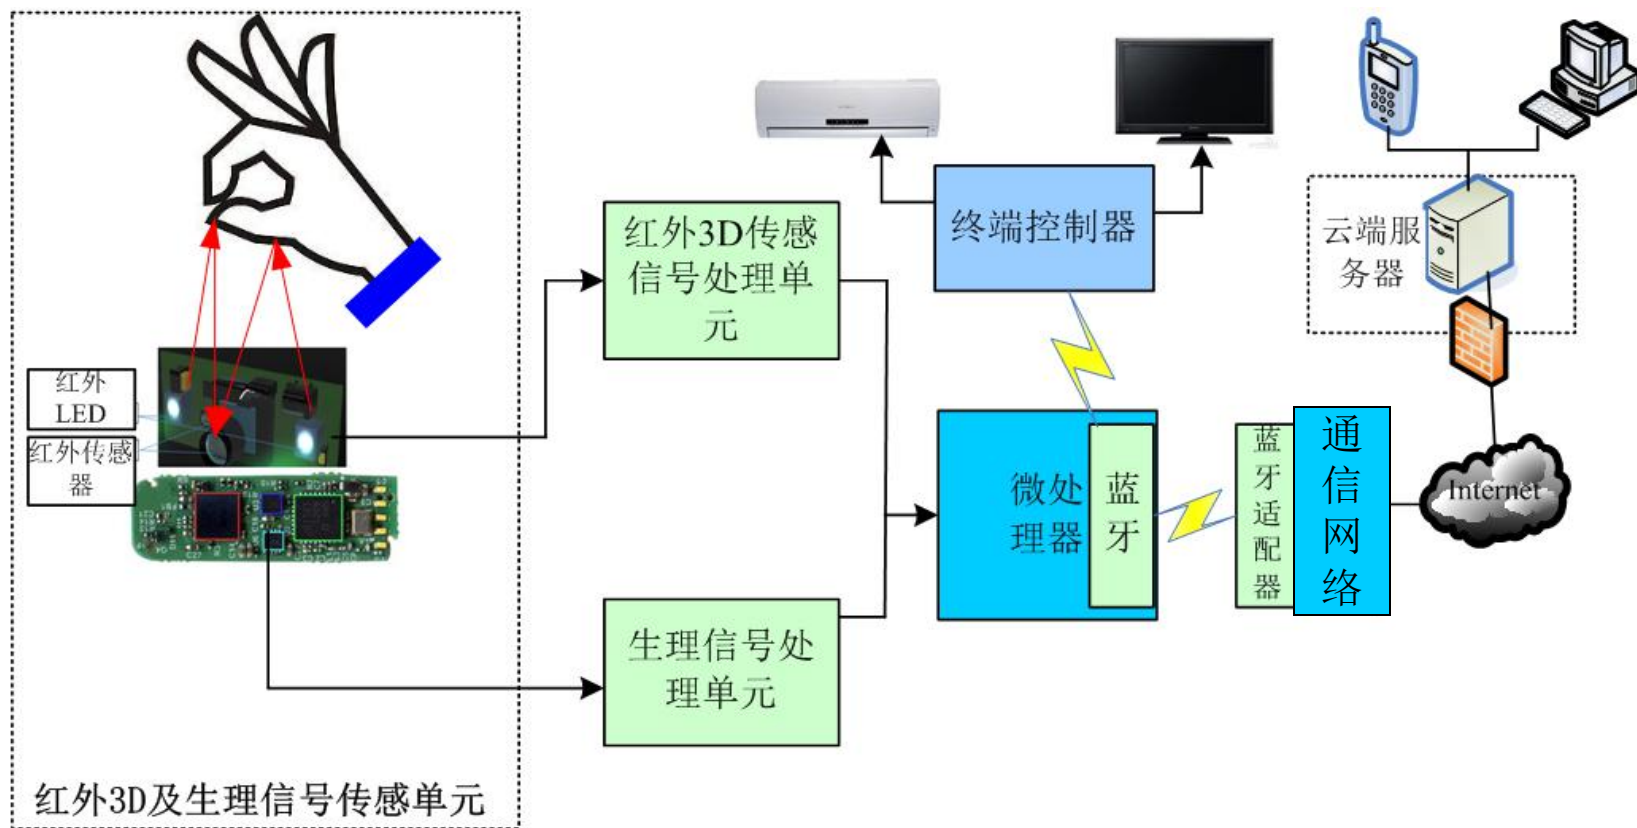 红外
LED
红外传感
器
红外3D及生理信号传感单元
红外3D传感
信号处理单
元
生理信号处
理单元
终端控制器
微处
理器
蓝
牙
蓝
牙
适
配
器
通
信
网
络
Internet
云端服
务器